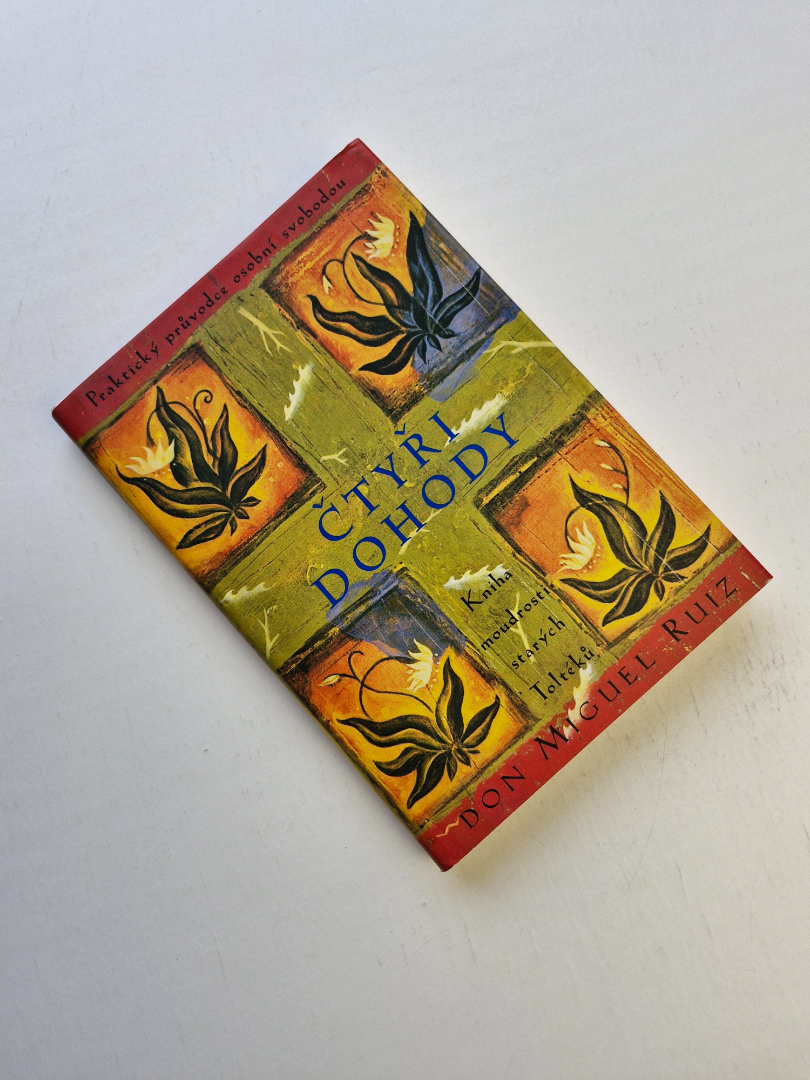 Praktický průvodce osobní svobodou
ČTYŘI
DOHODY
Kniha
moudrosti
starých
Toltéků
DON MIGUEL RUIZ